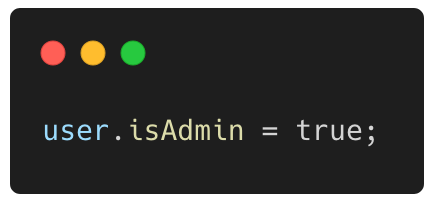 user.isAdmin = true;